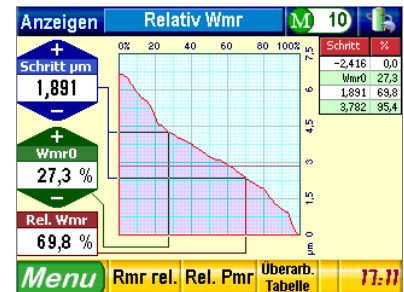 Anzeigen Relativ Wmr M 10
+
Schritt µm
1,891
−
+
Wmr0
27,3 %
−
Rel. Wmr
69,8 %
0% 20 40 60 80 100%
7,5
6
4,5
3
1,5
µm 0
Schritt %
−2,416 0,0
Wmr0 27,3
1,891 69,8
3,782 95,4
Menu Rmr rel. Rel. Pmr Überarb. Tabelle 17:11